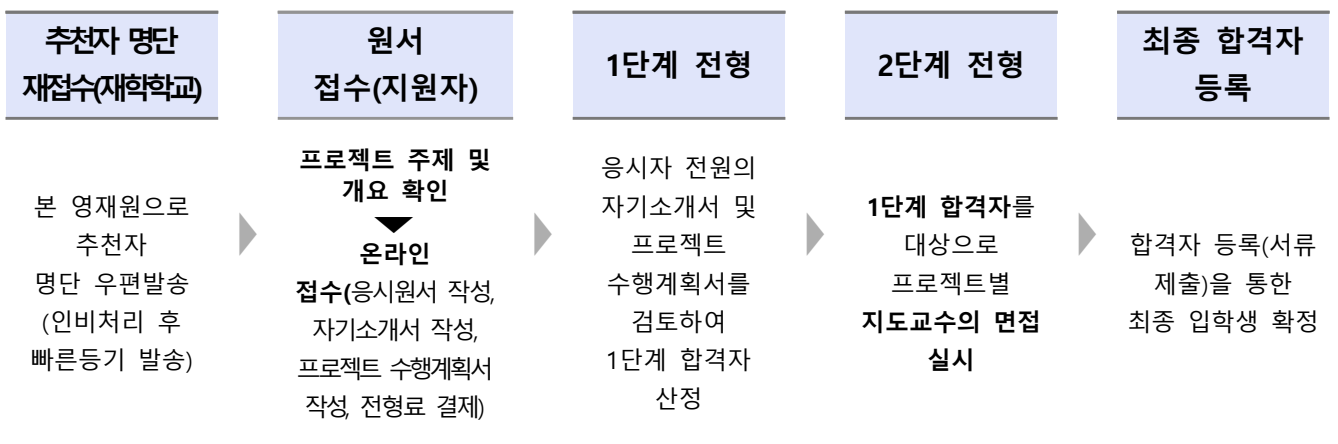 추천자 명단
재접수(재학학교)
본 영재원으로
추천자
명단 우편발송
(인비처리 후
빠른등기 발송)
원서
접수(지원자)
프로젝트 주제 및
개요 확인
온라인
접수(응시원서 작성,
자기소개서 작성,
프로젝트 수행계획서
작성, 전형료 결제)
1단계 전형
응시자 전원의
자기소개서 및
프로젝트
수행계획서를
검토하여
1단계 합격자
산정
2단계 전형
1단계 합격자를
대상으로
프로젝트별
지도교수의 면접
실시
최종 합격자
등록
합격자 등록(서류
제출)을 통한
최종 입학생 확정